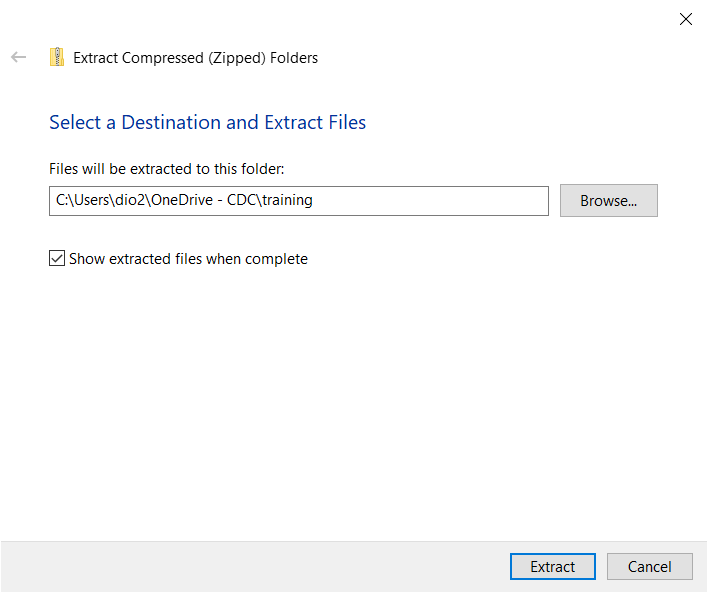 Extract Compressed (Zipped) Folders
Select a Destination and Extract Files
Files will be extracted to this folder:
C:\Users\dio2\OneDrive - CDC\training
Browse...
Show extracted files when complete
Extract
Cancel